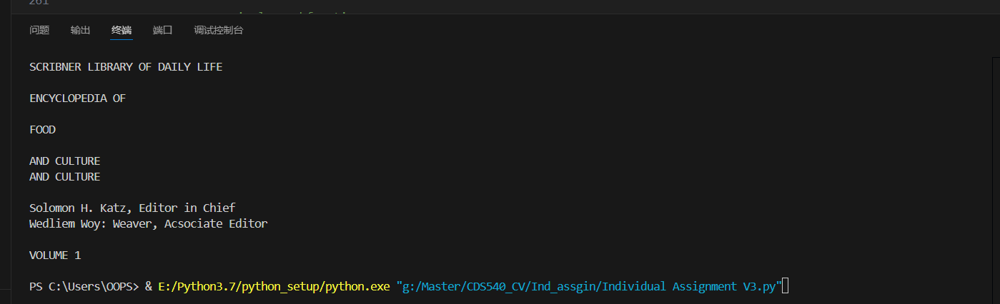 261
问题 输出 终端 端口 调试控制台
SCRIBNER LIBRARY OF DAILY LIFE
ENCYCLOPEDIA OF
FOOD
AND CULTURE
AND CULTURE
Solomon H. Katz, Editor in Chief
Wedliem Woy: Weaver, Acsociate Editor
VOLUME 1
PS C:\Users\OOPS> & E:/Python3.7/python_setup/python.exe "g:/Master/CDS540_CV/Ind_assgin/Individual Assignment V3.py"